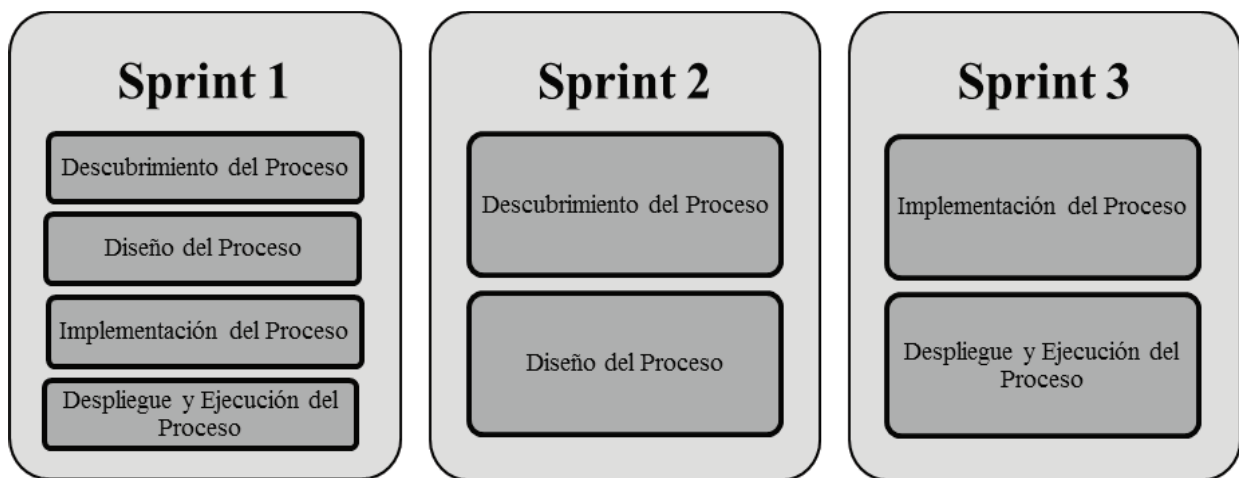 Sprint 1
Descubrimiento del Proceso
Diseño del Proceso
Implementación del Proceso
Despliegue y Ejecución del
Proceso
Sprint 2
Descubrimiento del Proceso
Diseño del Proceso
Sprint 3
Implementación del Proceso
Despliegue y Ejecución del
Proceso